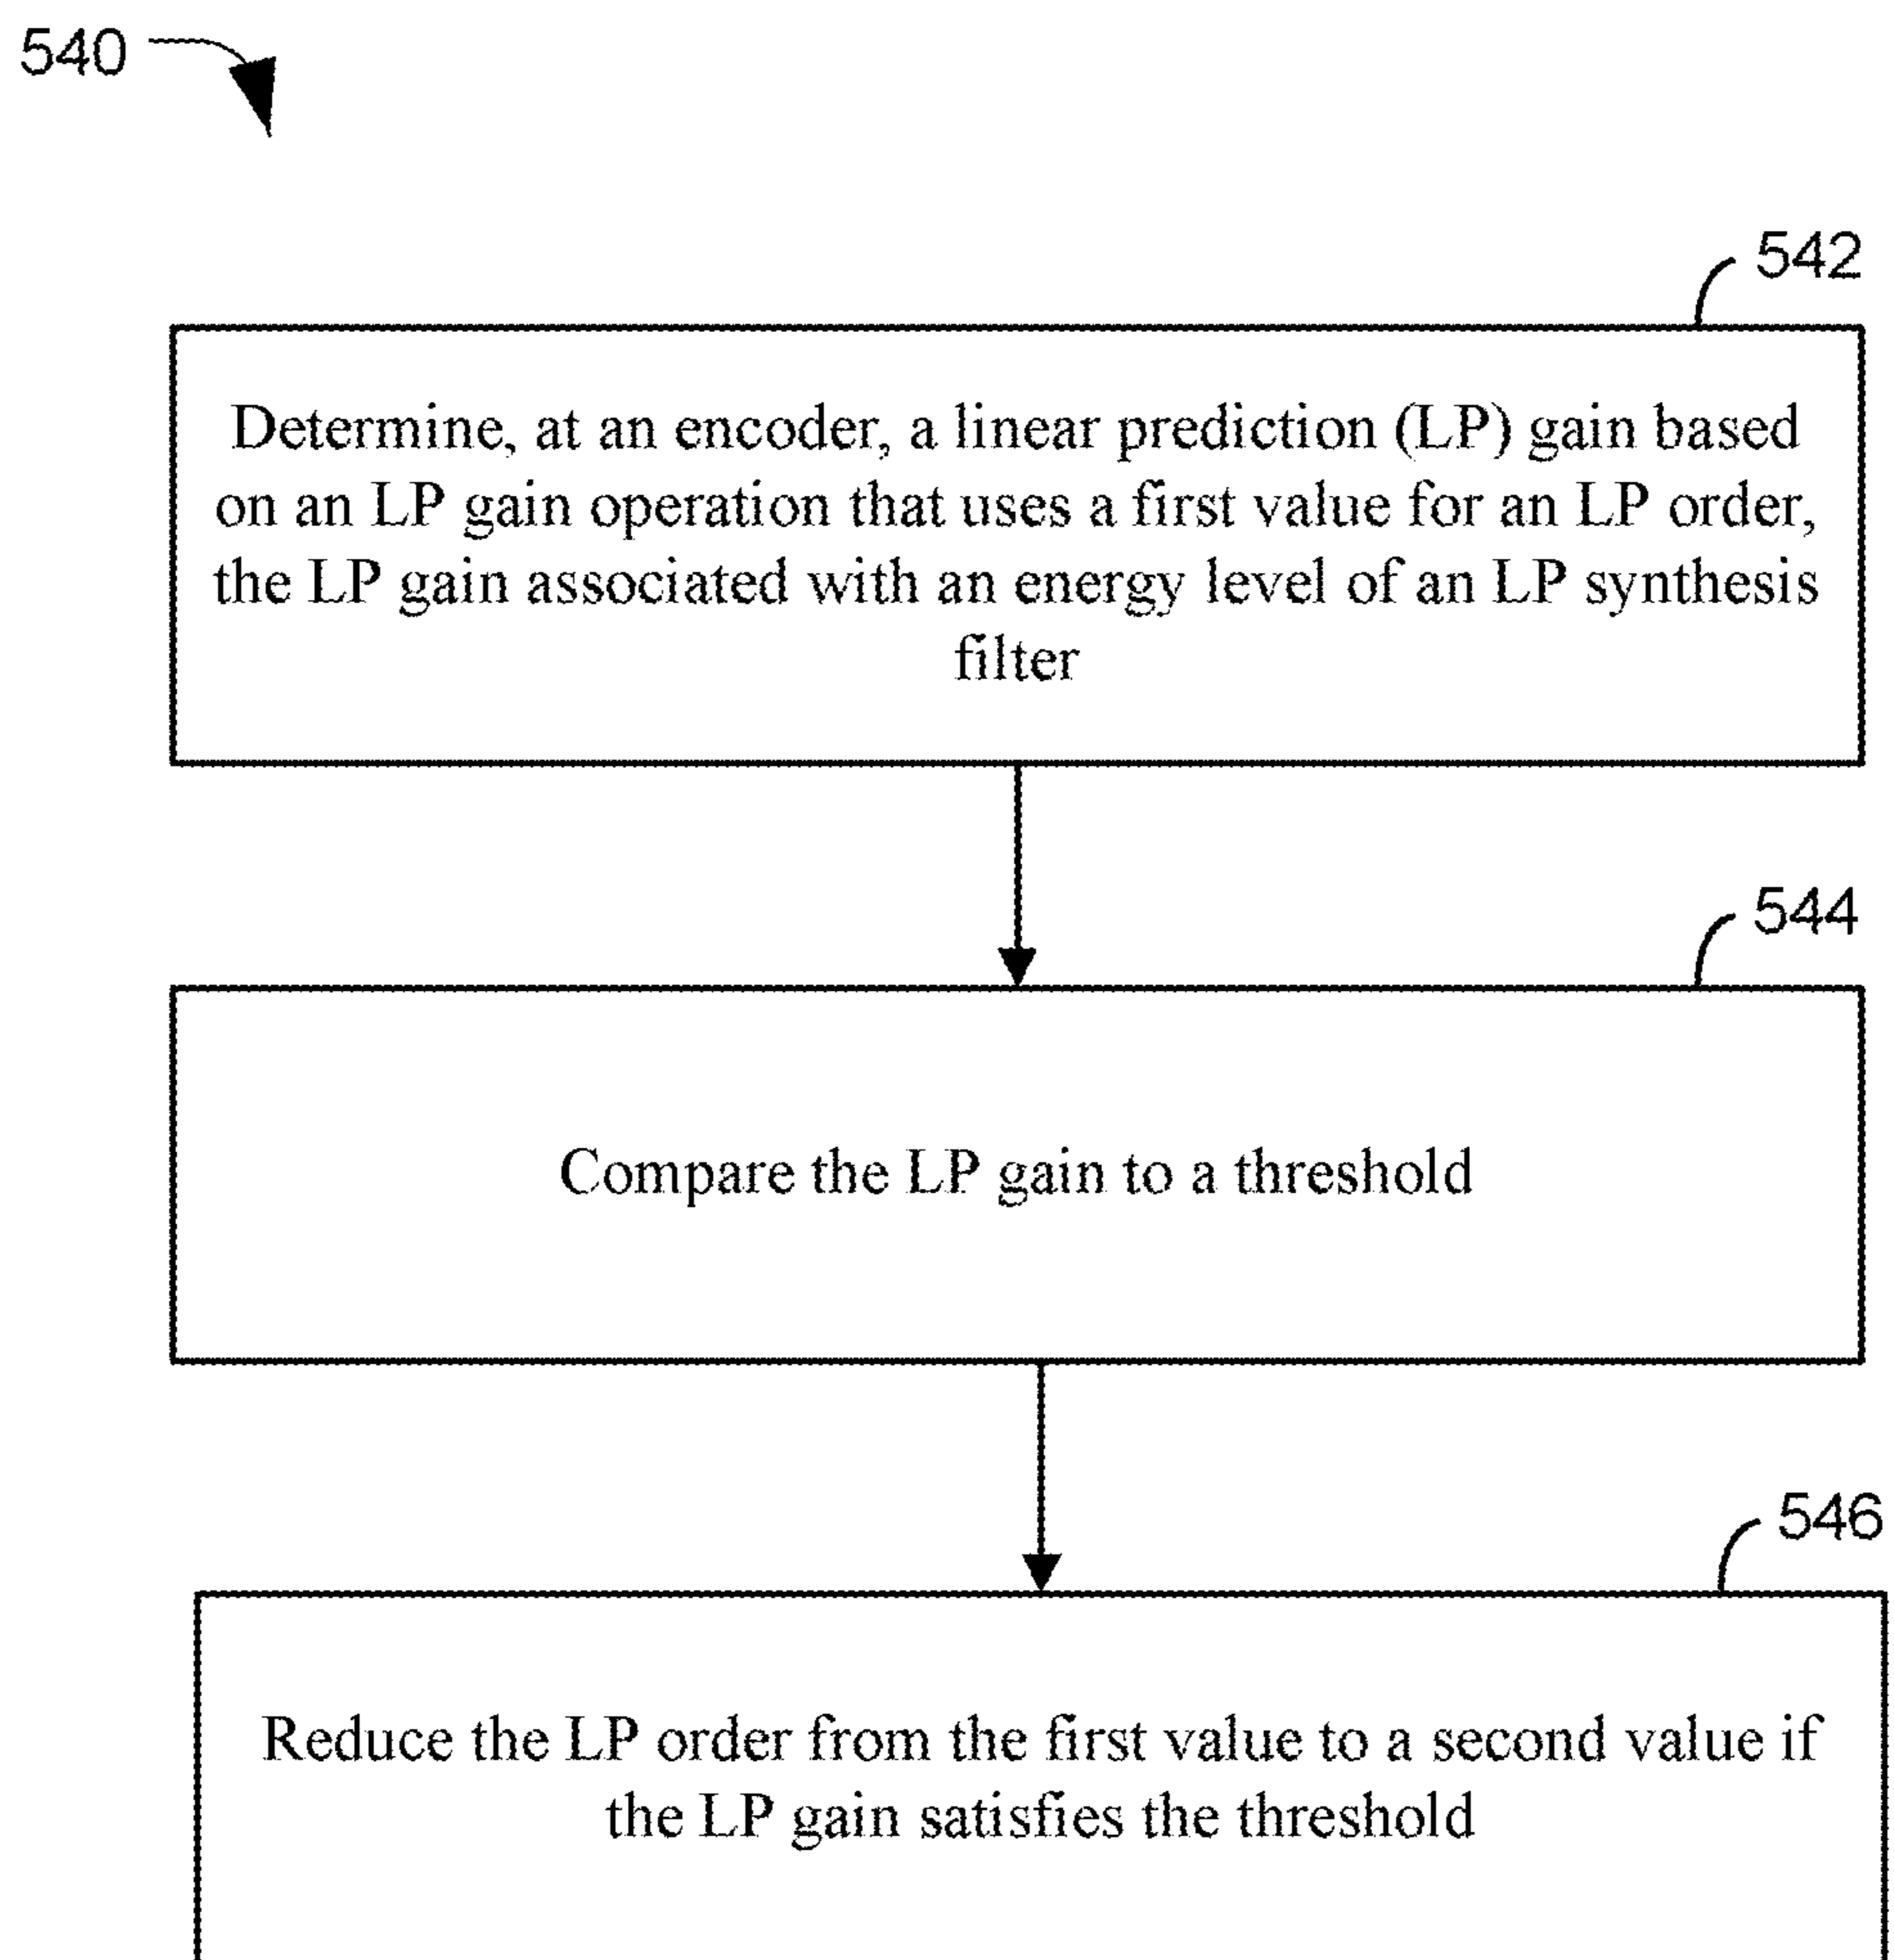 540
542
Determine, at an encoder, a linear prediction (LP) gain based
on an LP gain operation that uses a first value for an LP order,
the LP gain associated with an energy level of an LP synthesis
filter
544
Compare the LP gain to a threshold
546
Reduce the LP order from the first value to a second value if
the LP gain satisfies the threshold